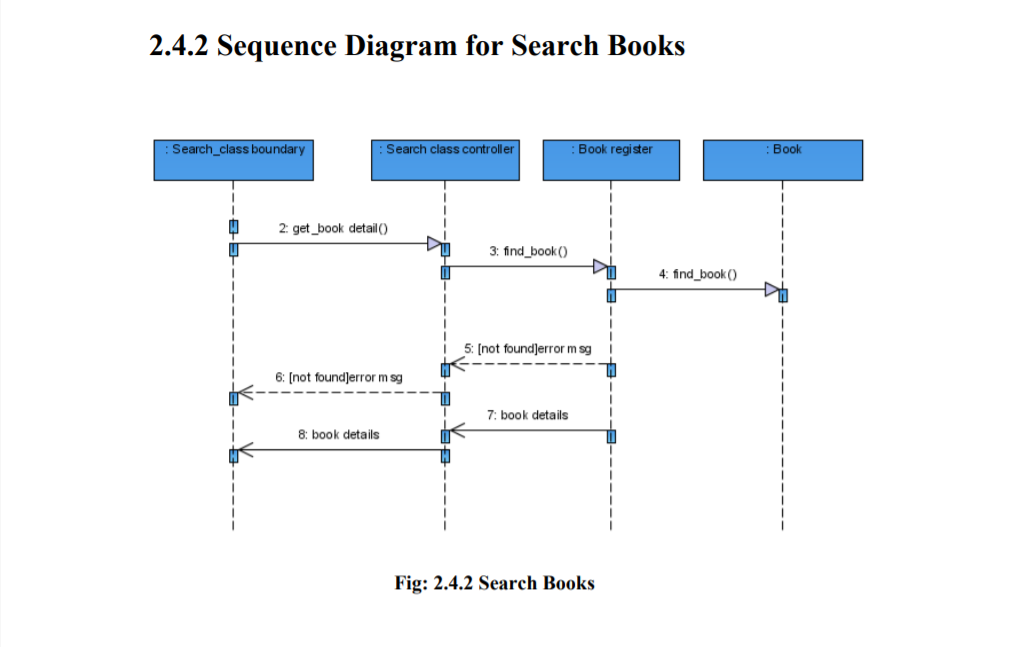 2.4.2 Sequence Diagram for Search Books
: Search_class boundary
: Search class controller
: Book register
: Book
2: get_book detail()
3: find_book()
4: find_book()
5: [not found]error msg
6: [not found]error msg
7: book details
8: book details
Fig: 2.4.2 Search Books